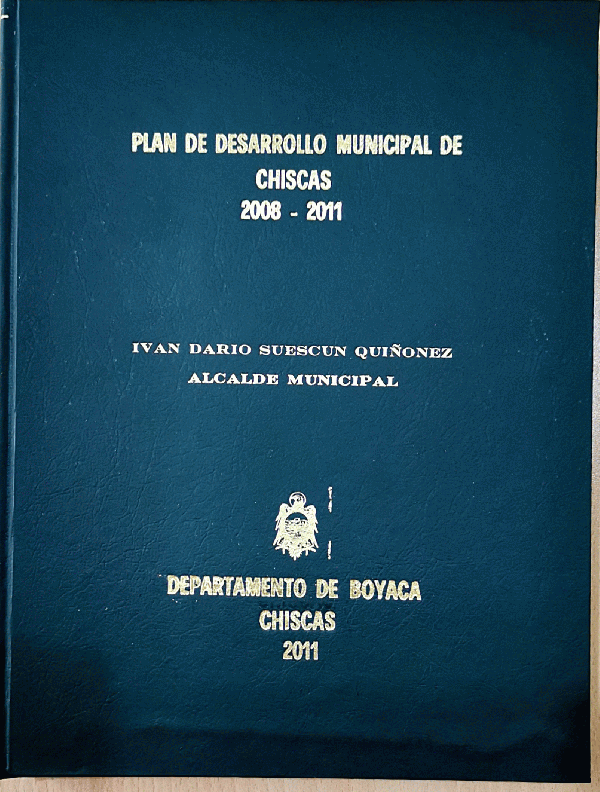 PLAN DE DESARROLLO MUNICIPAL DE
CHISCAS
2008 - 2011
IVAN DARIO SUESCUN QUIÑONEZ
ALCALDE MUNICIPAL
DEPARTAMENTO DE BOYACA
CHISCAS
2011